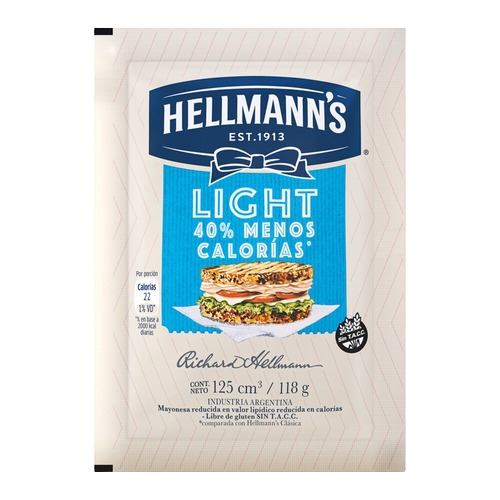 HELLMANN'S
EST. 1913
®
LIGHT
40% MENOS
CALORÍAS*
Por porción
Calorías
22
1% VD*
*% en base a
2000 kcal
diarias
Sin T.A.C.C.
Richard Hellmann
CONT. NETO 125 cm³ / 118 g
INDUSTRIA ARGENTINA
Mayonesa reducida en valor lipídico reducida en calorías
- Libre de gluten SIN T.A.C.C.
*comparada con Hellmann's Clásica